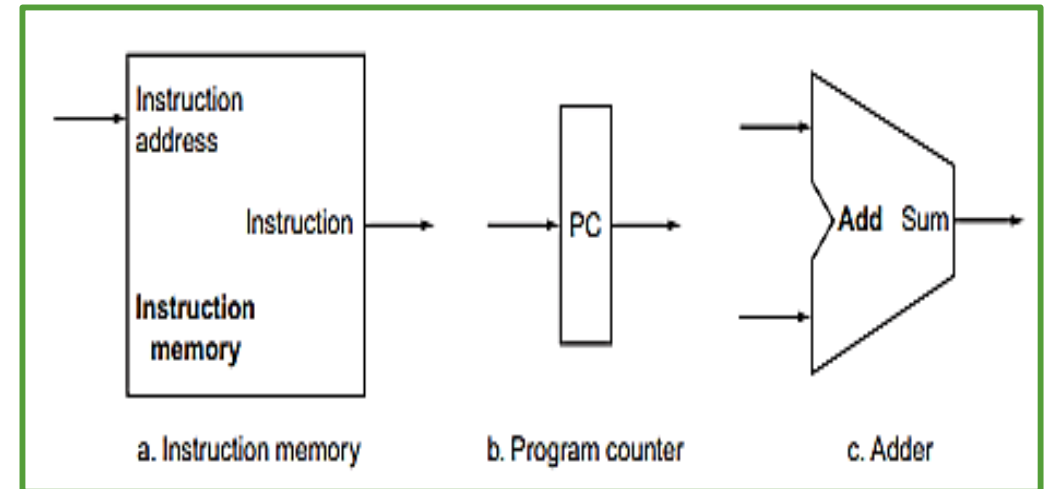 Instruction
address
Instruction
Instruction
memory
PC
Add Sum
a. Instruction memory
b. Program counter
c. Adder